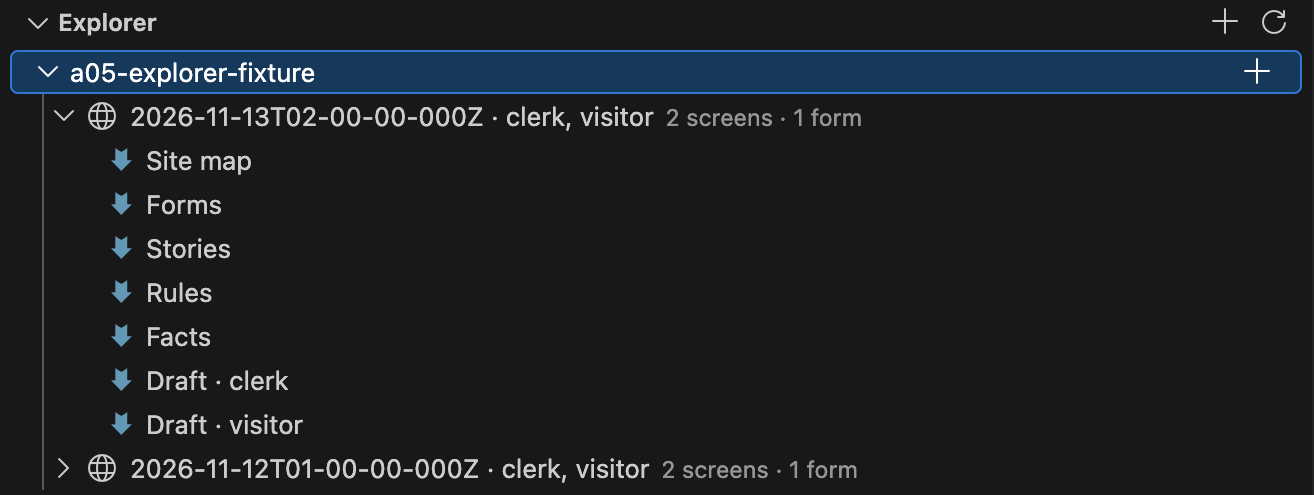 Explorer
a05-explorer-fixture
2026-11-13T02-00-00-000Z · clerk, visitor 2 screens · 1 form
Site map
Forms
Stories
Rules
Facts
Draft · clerk
Draft · visitor
2026-11-12T01-00-00-000Z · clerk, visitor 2 screens · 1 form